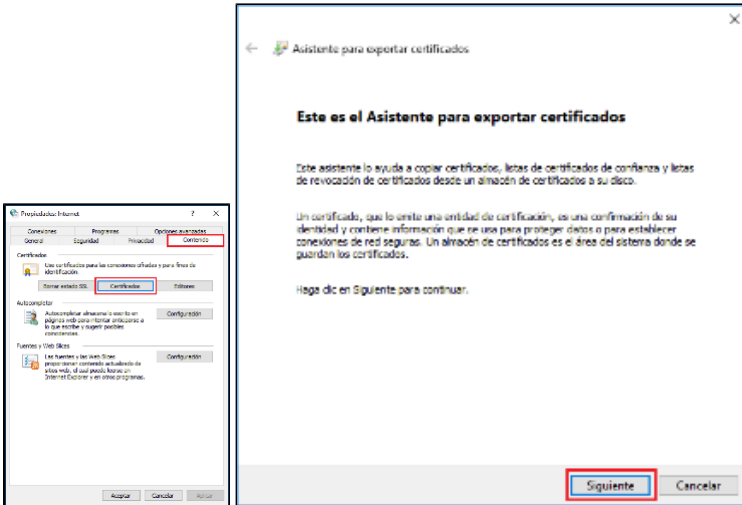 Propiedades: Internet
Conexiones Programas Opciones avanzadas
General Seguridad Privacidad Contenido
Certificados
Use certificados para las conexiones cifradas y para fines de
identificación.
Borrar estado SSL Certificados Editores
Autocompletar
Autocompletar almacena lo escrito en
páginas web para intentar anticiparse a
lo que escribe y sugerir posibles
coincidencias.
Configuración
Fuentes y Web Slices
Las fuentes y las Web Slices
proporcionan contenido actualizado de
sitios web, el cual puede leerse en
Internet Explorer y en otros programas.
Configuración
Aceptar Cancelar Aplicar
Asistente para exportar certificados
Este es el Asistente para exportar certificados
Este asistente lo ayuda a copiar certificados, listas de certificados de confianza y listas
de revocación de certificados desde un almacén de certificados a su disco.
Un certificado, que lo emite una entidad de certificación, es una confirmación de su
identidad y contiene información que se usa para proteger datos o para establecer
conexiones de red seguras. Un almacén de certificados es el área del sistema donde se
guardan los certificados.
Haga clic en Siguiente para continuar.
Siguiente Cancelar